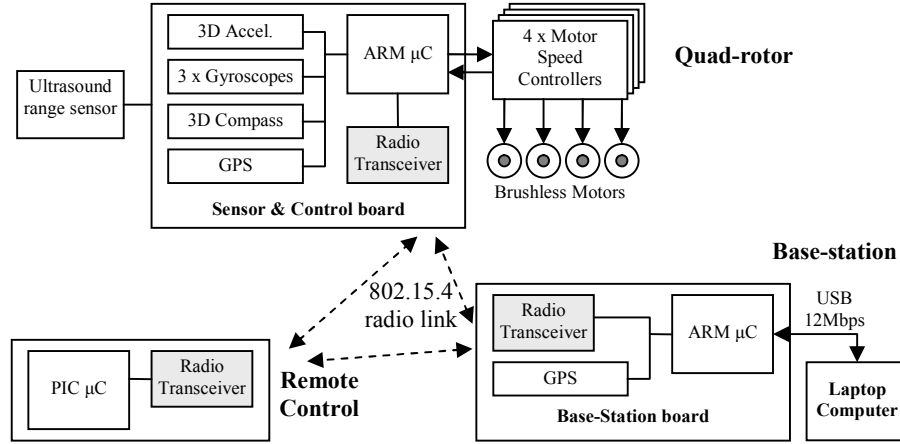 3D Accel.
3 x Gyroscopes
3D Compass
GPS
ARM µC
Radio
Transceiver
Sensor & Control board
Ultrasound
range sensor
4 x Motor
Speed
Controllers
Brushless Motors
Quad-rotor
802.15.4
radio link
Base-station
Radio
Transceiver
GPS
ARM µC
Base-Station board
USB
12Mbps
Laptop
Computer
PIC µC
Radio
Transceiver
Remote
Control